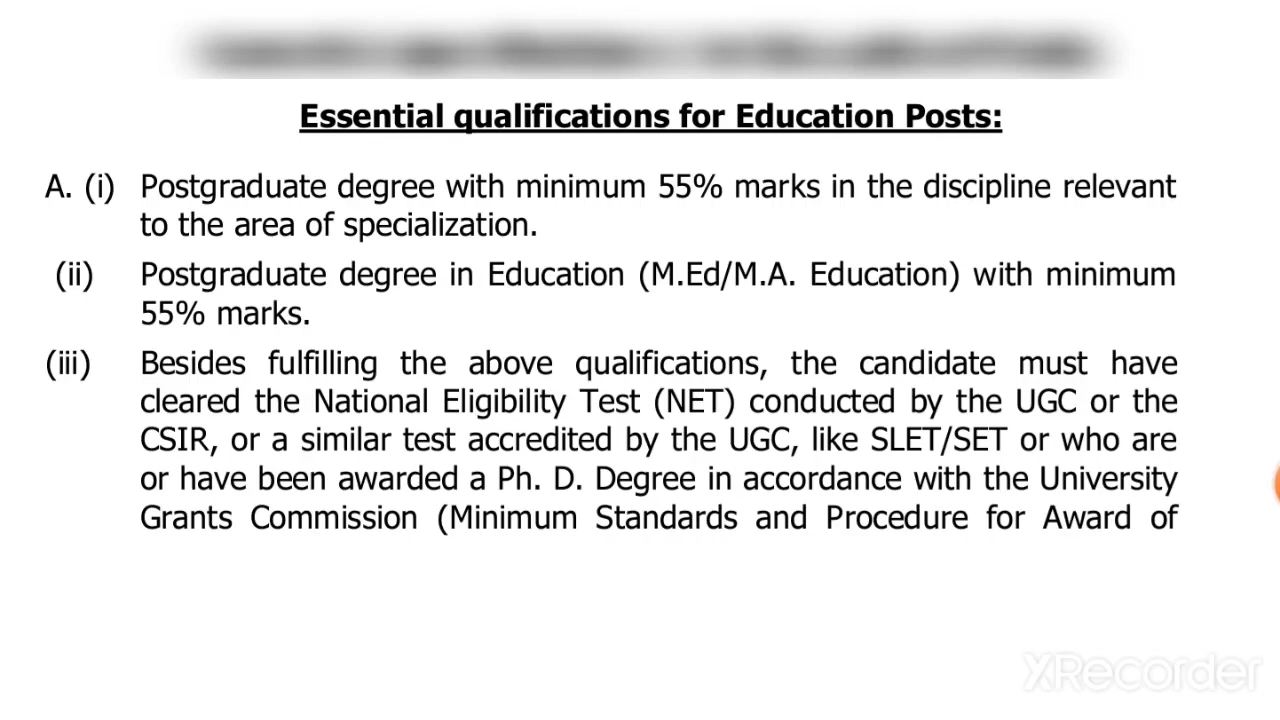 Essential qualifications for Education Posts:
A. (i) Postgraduate degree with minimum 55% marks in the discipline relevant
to the area of specialization.
(ii) Postgraduate degree in Education (M.Ed/M.A. Education) with minimum
55% marks.
(iii) Besides fulfilling the above qualifications, the candidate must have
cleared the National Eligibility Test (NET) conducted by the UGC or the
CSIR, or a similar test accredited by the UGC, like SLET/SET or who are
or have been awarded a Ph. D. Degree in accordance with the University
Grants Commission (Minimum Standards and Procedure for Award of
XRecorder